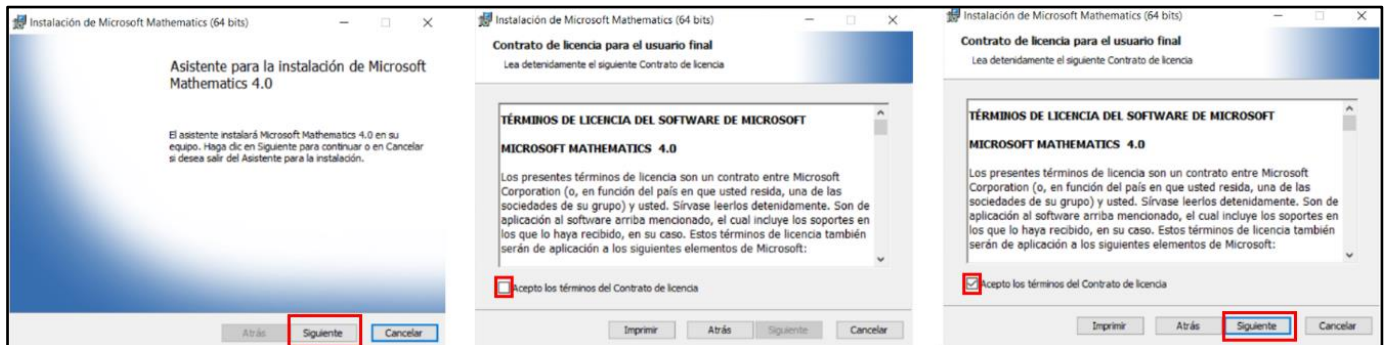 Instalación de Microsoft Mathematics (64 bits)
Asistente para la instalación de Microsoft
Mathematics 4.0
El asistente instalará Microsoft Mathematics 4.0 en su
equipo. Haga clic en Siguiente para continuar o en Cancelar
si desea salir del Asistente para la instalación.
Atrás Siguiente Cancelar
Instalación de Microsoft Mathematics (64 bits)
Contrato de licencia para el usuario final
Lea detenidamente el siguiente Contrato de licencia
TÉRMINOS DE LICENCIA DEL SOFTWARE DE MICROSOFT
MICROSOFT MATHEMATICS 4.0
Los presentes términos de licencia son un contrato entre Microsoft
Corporation (o, en función del país en que usted resida, una de las
sociedades de su grupo) y usted. Sírvase leerlos detenidamente. Son de
aplicación al software arriba mencionado, el cual incluye los soportes en
los que lo haya recibido, en su caso. Estos términos de licencia también
serán de aplicación a los siguientes elementos de Microsoft:
Acepto los términos del Contrato de licencia
Imprimir Atrás Siguiente Cancelar
Instalación de Microsoft Mathematics (64 bits)
Contrato de licencia para el usuario final
Lea detenidamente el siguiente Contrato de licencia
TÉRMINOS DE LICENCIA DEL SOFTWARE DE MICROSOFT
MICROSOFT MATHEMATICS 4.0
Los presentes términos de licencia son un contrato entre Microsoft
Corporation (o, en función del país en que usted resida, una de las
sociedades de su grupo) y usted. Sírvase leerlos detenidamente. Son de
aplicación al software arriba mencionado, el cual incluye los soportes en
los que lo haya recibido, en su caso. Estos términos de licencia también
serán de aplicación a los siguientes elementos de Microsoft:
Acepto los términos del Contrato de licencia
Imprimir Atrás Siguiente Cancelar